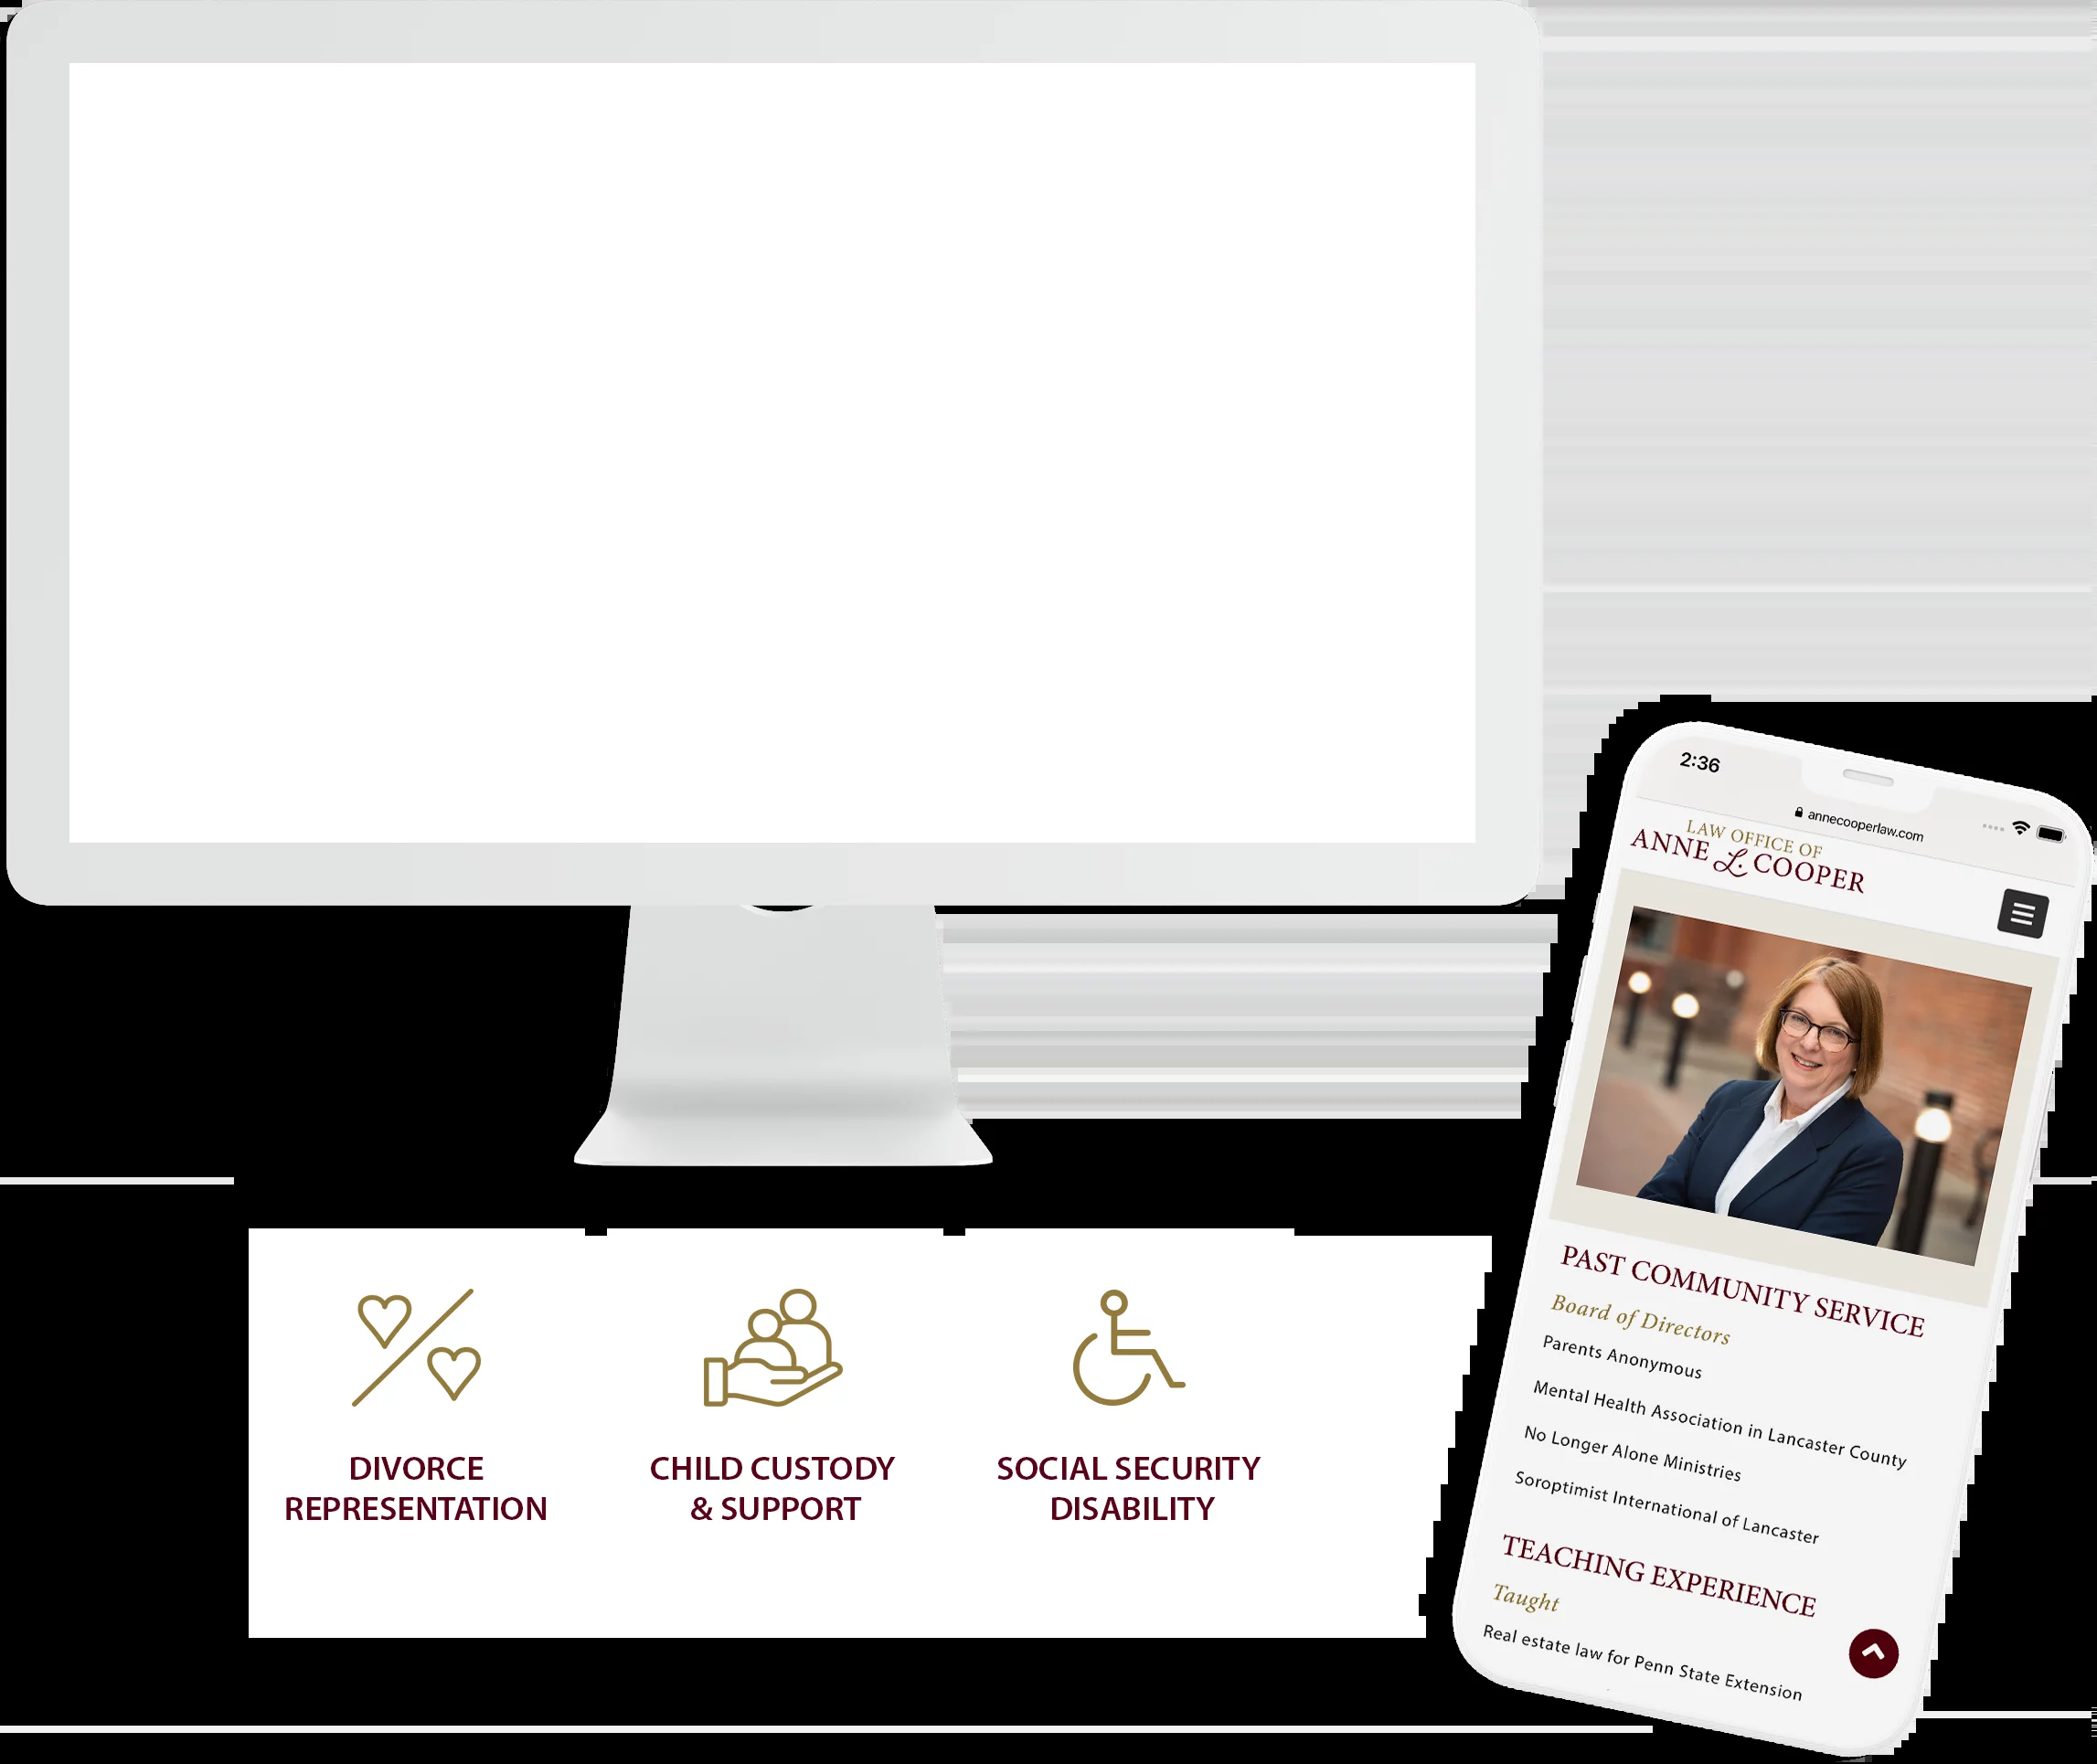 2:36
annecooperlaw.com
LAW OFFICE OF
ANNE L. COOPER
PAST COMMUNITY SERVICE
Board of Directors
Parents Anonymous
Mental Health Association in Lancaster County
No Longer Alone Ministries
Soroptimist International of Lancaster
TEACHING EXPERIENCE
Taught
Real estate law for Penn State Extension
DIVORCE
REPRESENTATION
CHILD CUSTODY
& SUPPORT
SOCIAL SECURITY
DISABILITY